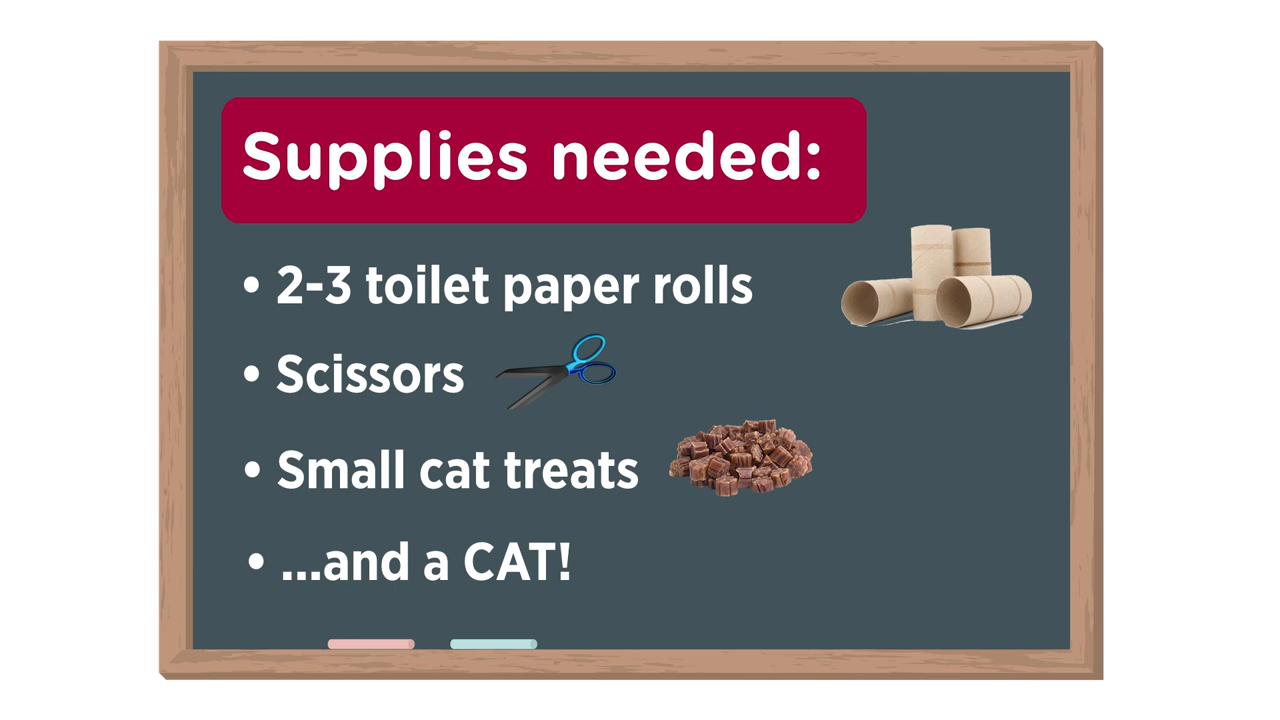 Supplies needed:
• 2-3 toilet paper rolls
• Scissors
• Small cat treats
• ...and a CAT!